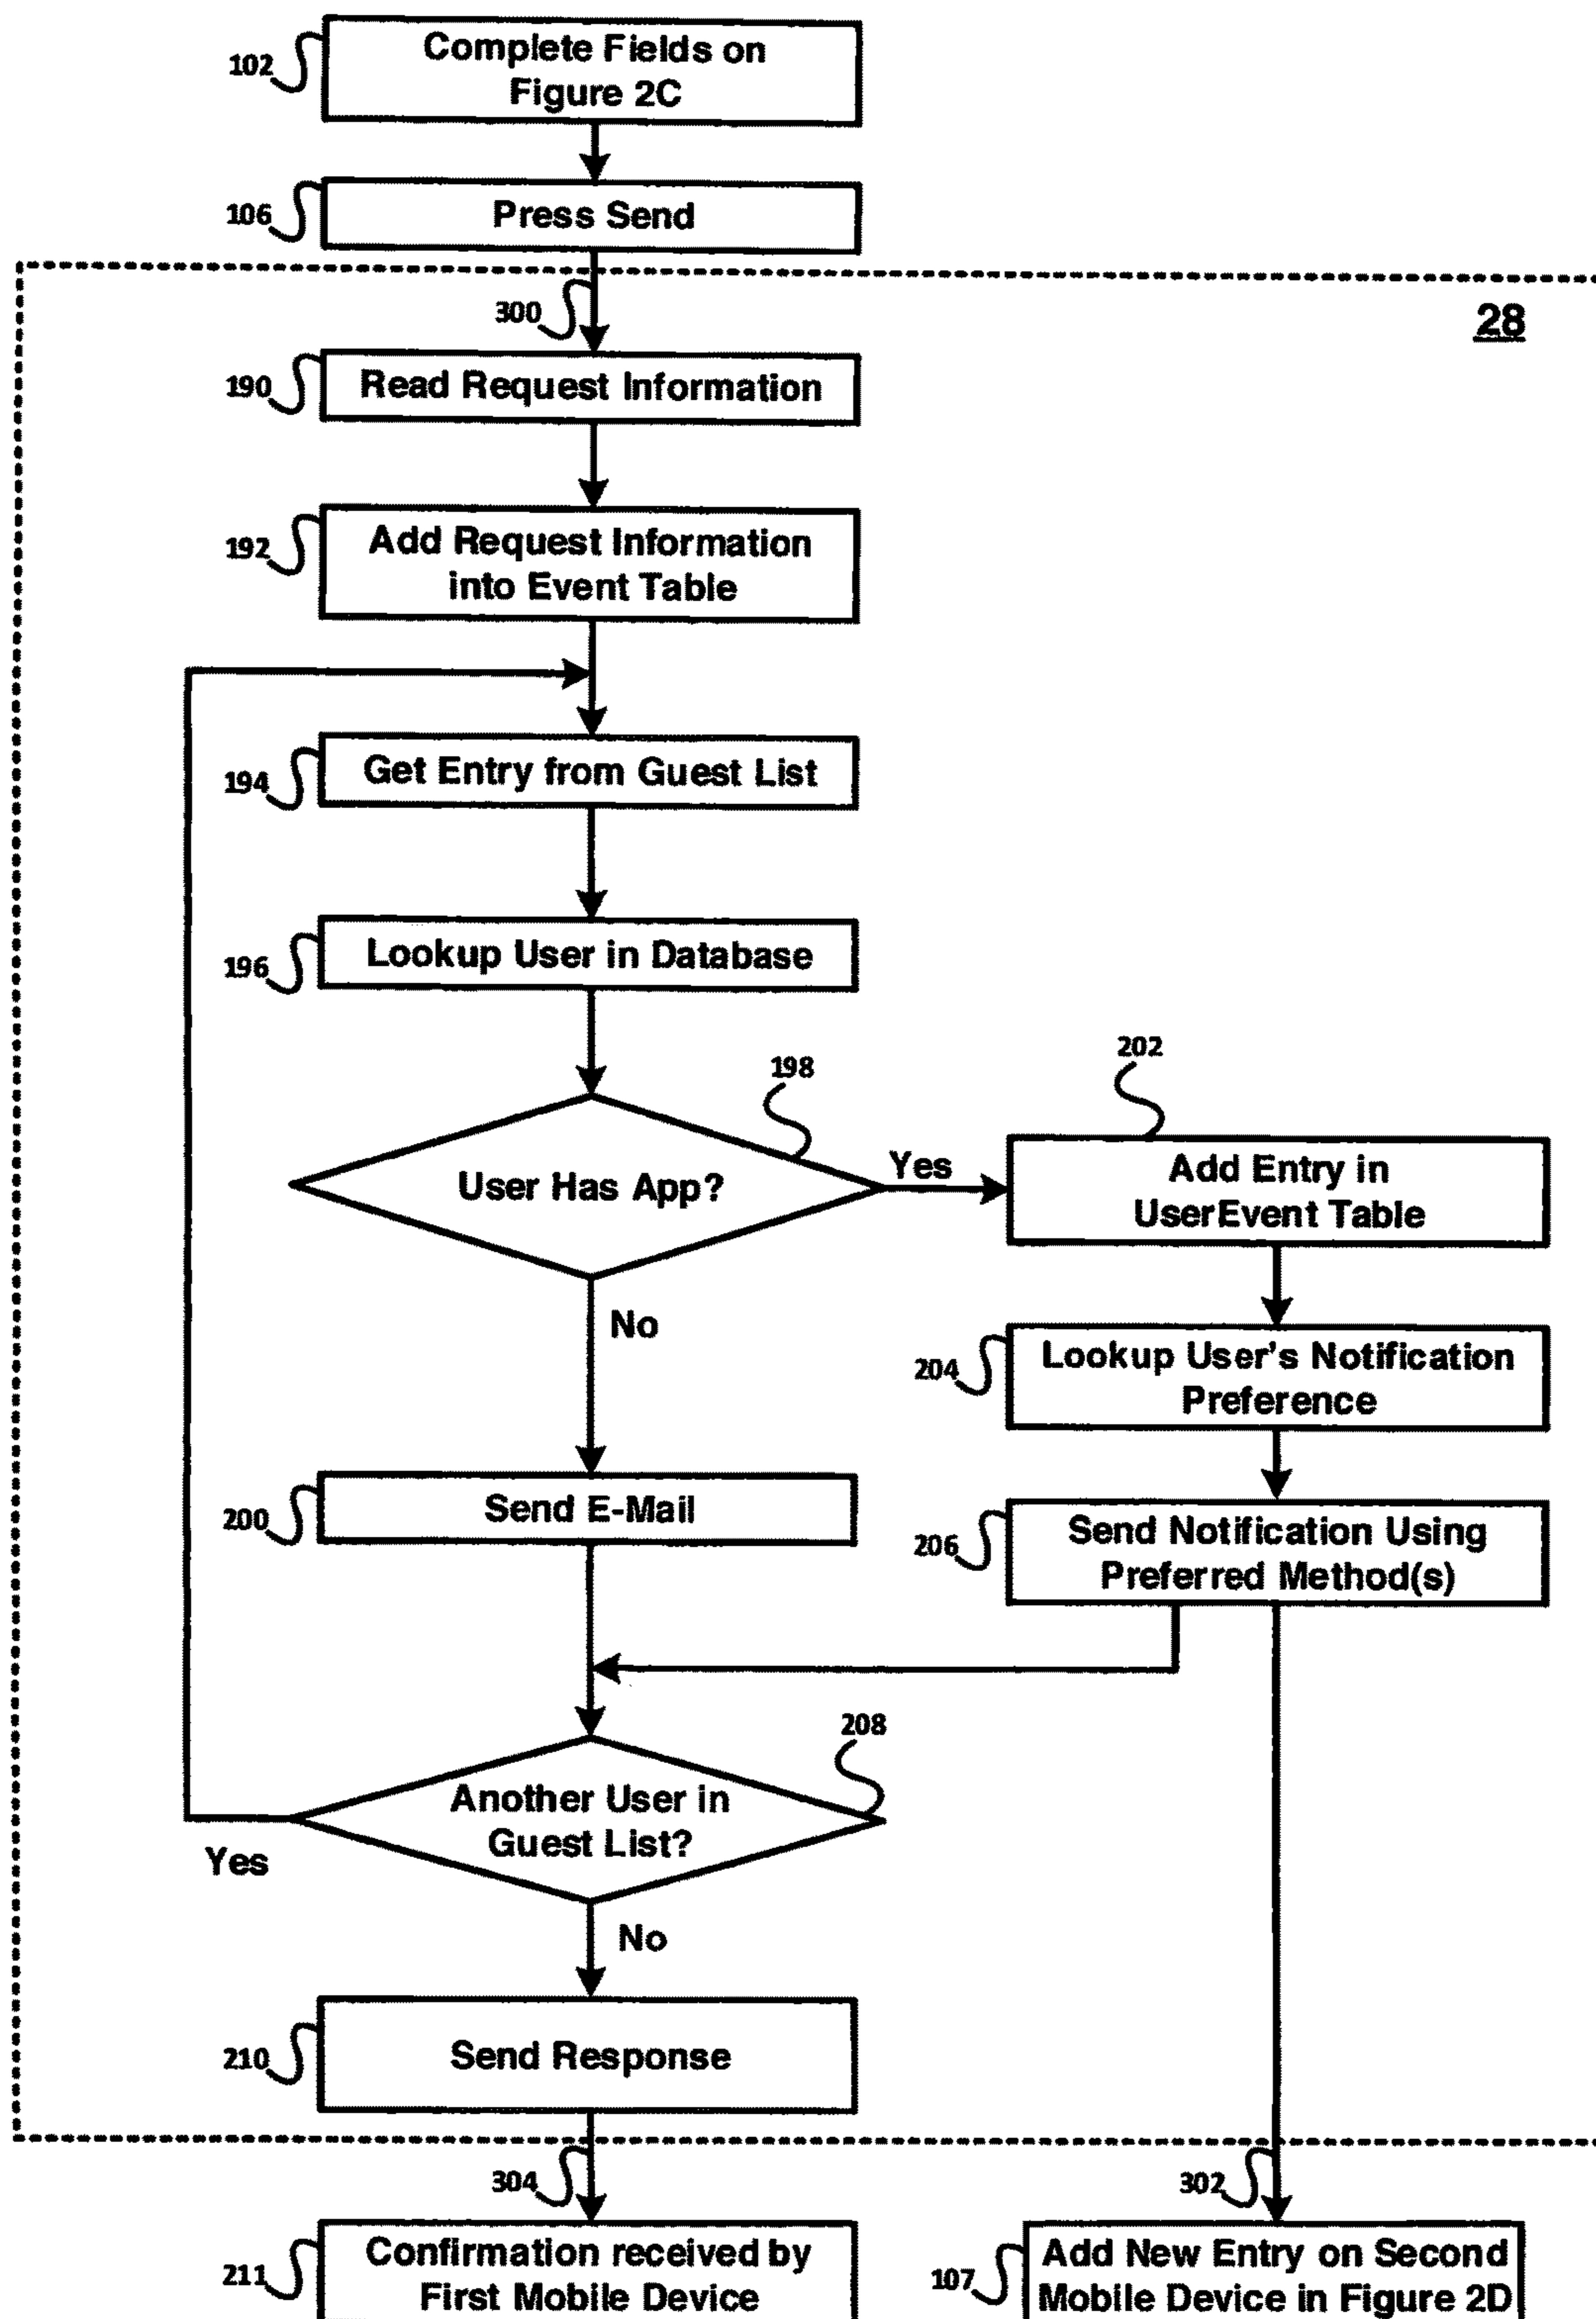 102
Complete Fields on
Figure 2C
106
Press Send
300
28
190
Read Request Information
192
Add Request Information
into Event Table
194
Get Entry from Guest List
196
Lookup User in Database
198
202
User Has App?
Yes
Add Entry in
UserEvent Table
No
204
Lookup User's Notification
Preference
200
Send E-Mail
206
Send Notification Using
Preferred Method(s)
208
Another User in
Guest List?
Yes
No
210
Send Response
304
302
211
Confirmation received by
First Mobile Device
107
Add New Entry on Second
Mobile Device in Figure 2D